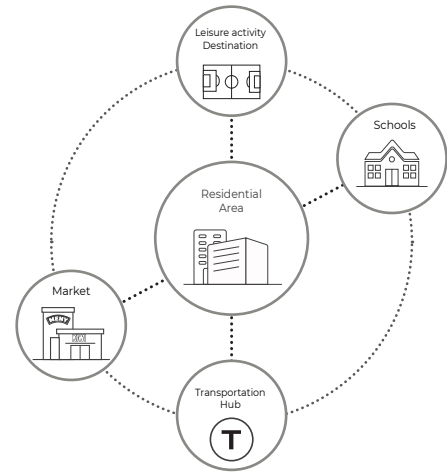 Leisure activity
Destination
Schools
Residential
Area
Market
Transportation
Hub
T